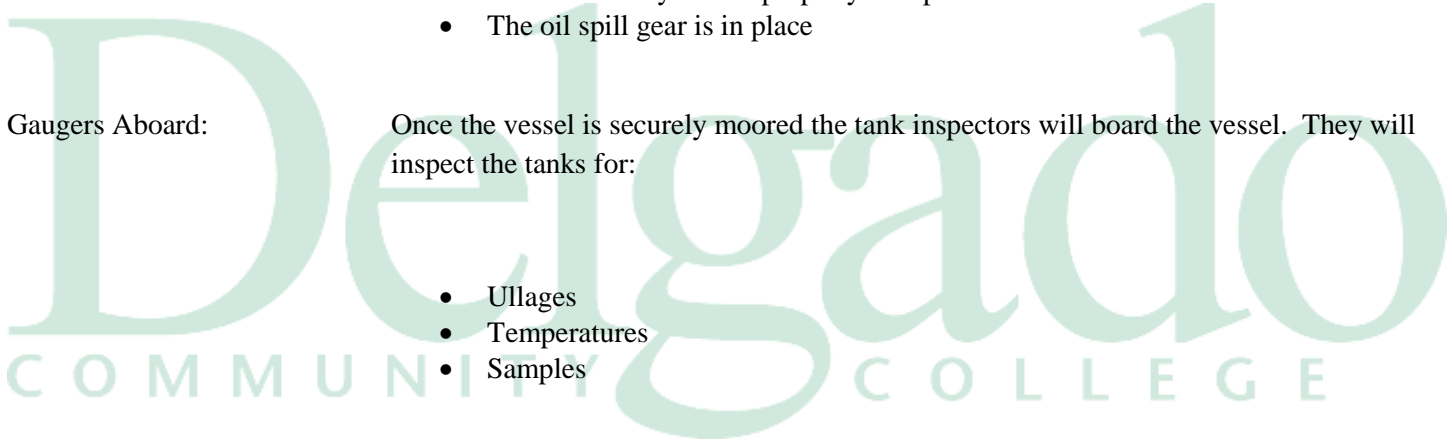 • The oil spill gear is in place
Gaugers Aboard: Once the vessel is securely moored the tank inspectors will board the vessel. They will
inspect the tanks for:
• Ullages
• Temperatures
• Samples
Delgado
COMMUNITY COLLEGE